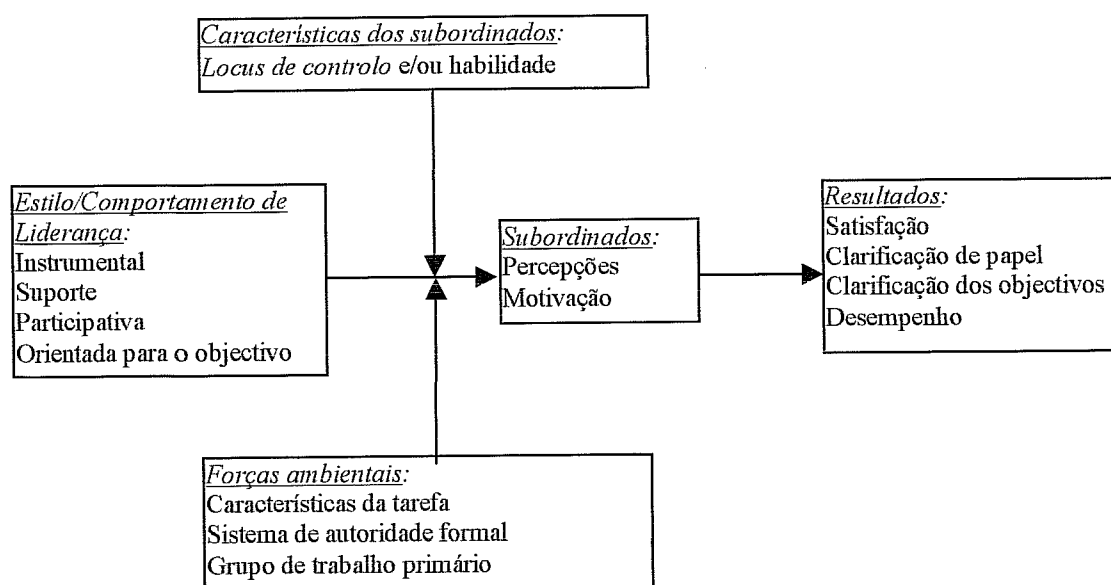 Características dos subordinados:
Locus de controlo e/ou habilidade
Estilo/Comportamento de
Liderança:
Instrumental
Suporte
Participativa
Orientada para o objectivo
Subordinados:
Percepções
Motivação
Resultados:
Satisfação
Clarificação de papel
Clarificação dos objectivos
Desempenho
Forças ambientais:
Características da tarefa
Sistema de autoridade formal
Grupo de trabalho primário